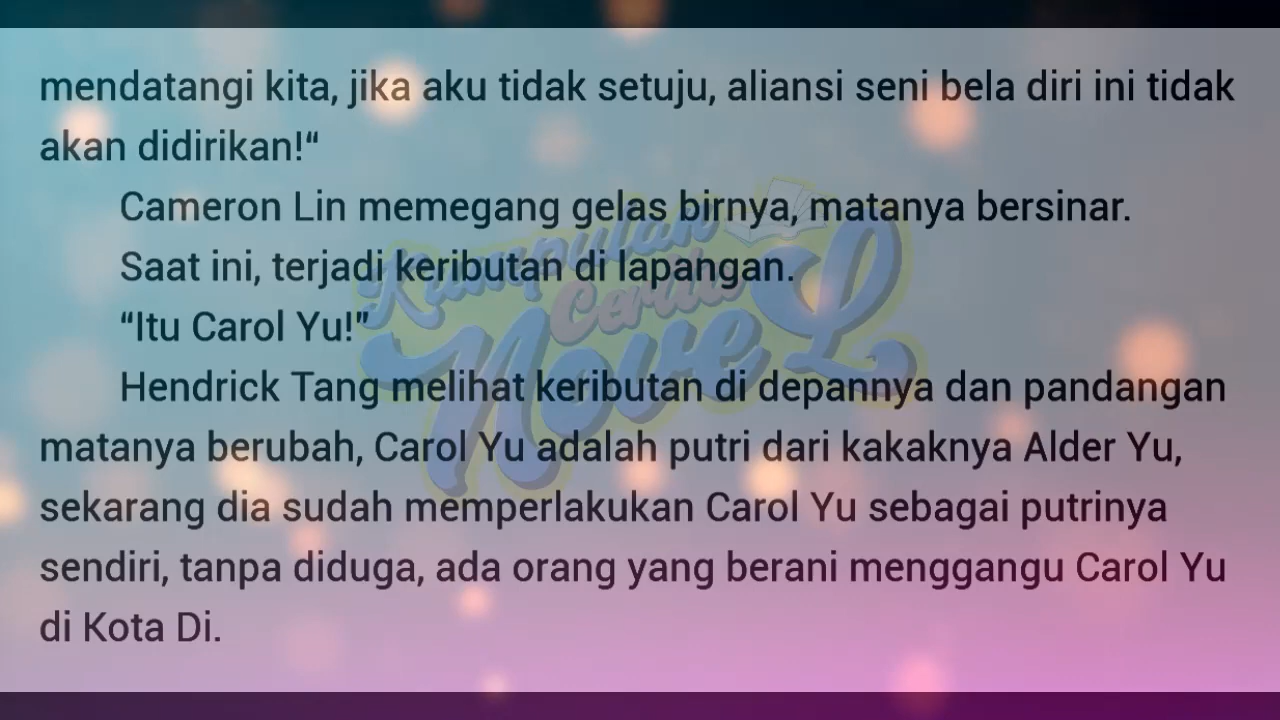 mendatangi kita, jika aku tidak setuju, aliansi seni bela diri ini tidak
akan didirikan!“
Cameron Lin memegang gelas birnya, matanya bersinar.
Saat ini, terjadi keributan di lapangan.
“Itu Carol Yu!”
Hendrick Tang melihat keributan di depannya dan pandangan
matanya berubah, Carol Yu adalah putri dari kakaknya Alder Yu,
sekarang dia sudah memperlakukan Carol Yu sebagai putrinya
sendiri, tanpa diduga, ada orang yang berani menggangu Carol Yu
di Kota Di.
Kumpulan
Cerita
Novel